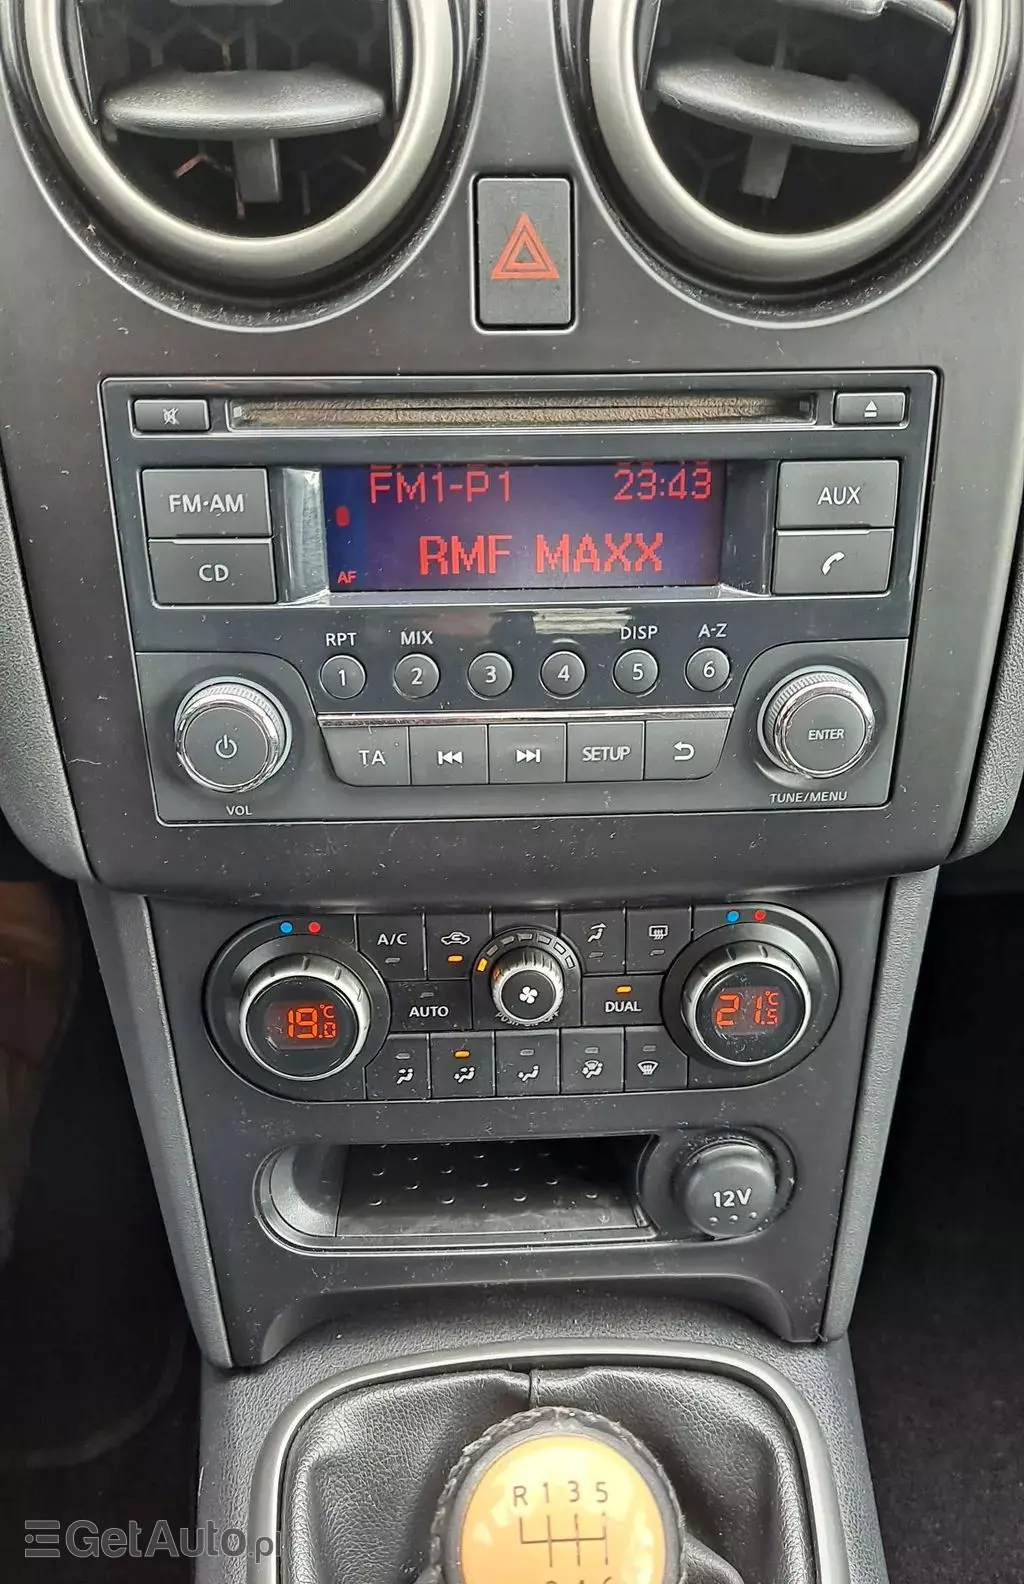 FM1-P1 23:43
RMF MAXX
AF
FM·AM
CD
AUX
RPT MIX DISP A-Z
1 2 3 4 5 6
TA SETUP
ENTER
VOL
TUNE/MENU
A/C
19.0 °C
AUTO
DUAL
21.5 °C
12V
R 1 3 5
GetAuto.pl